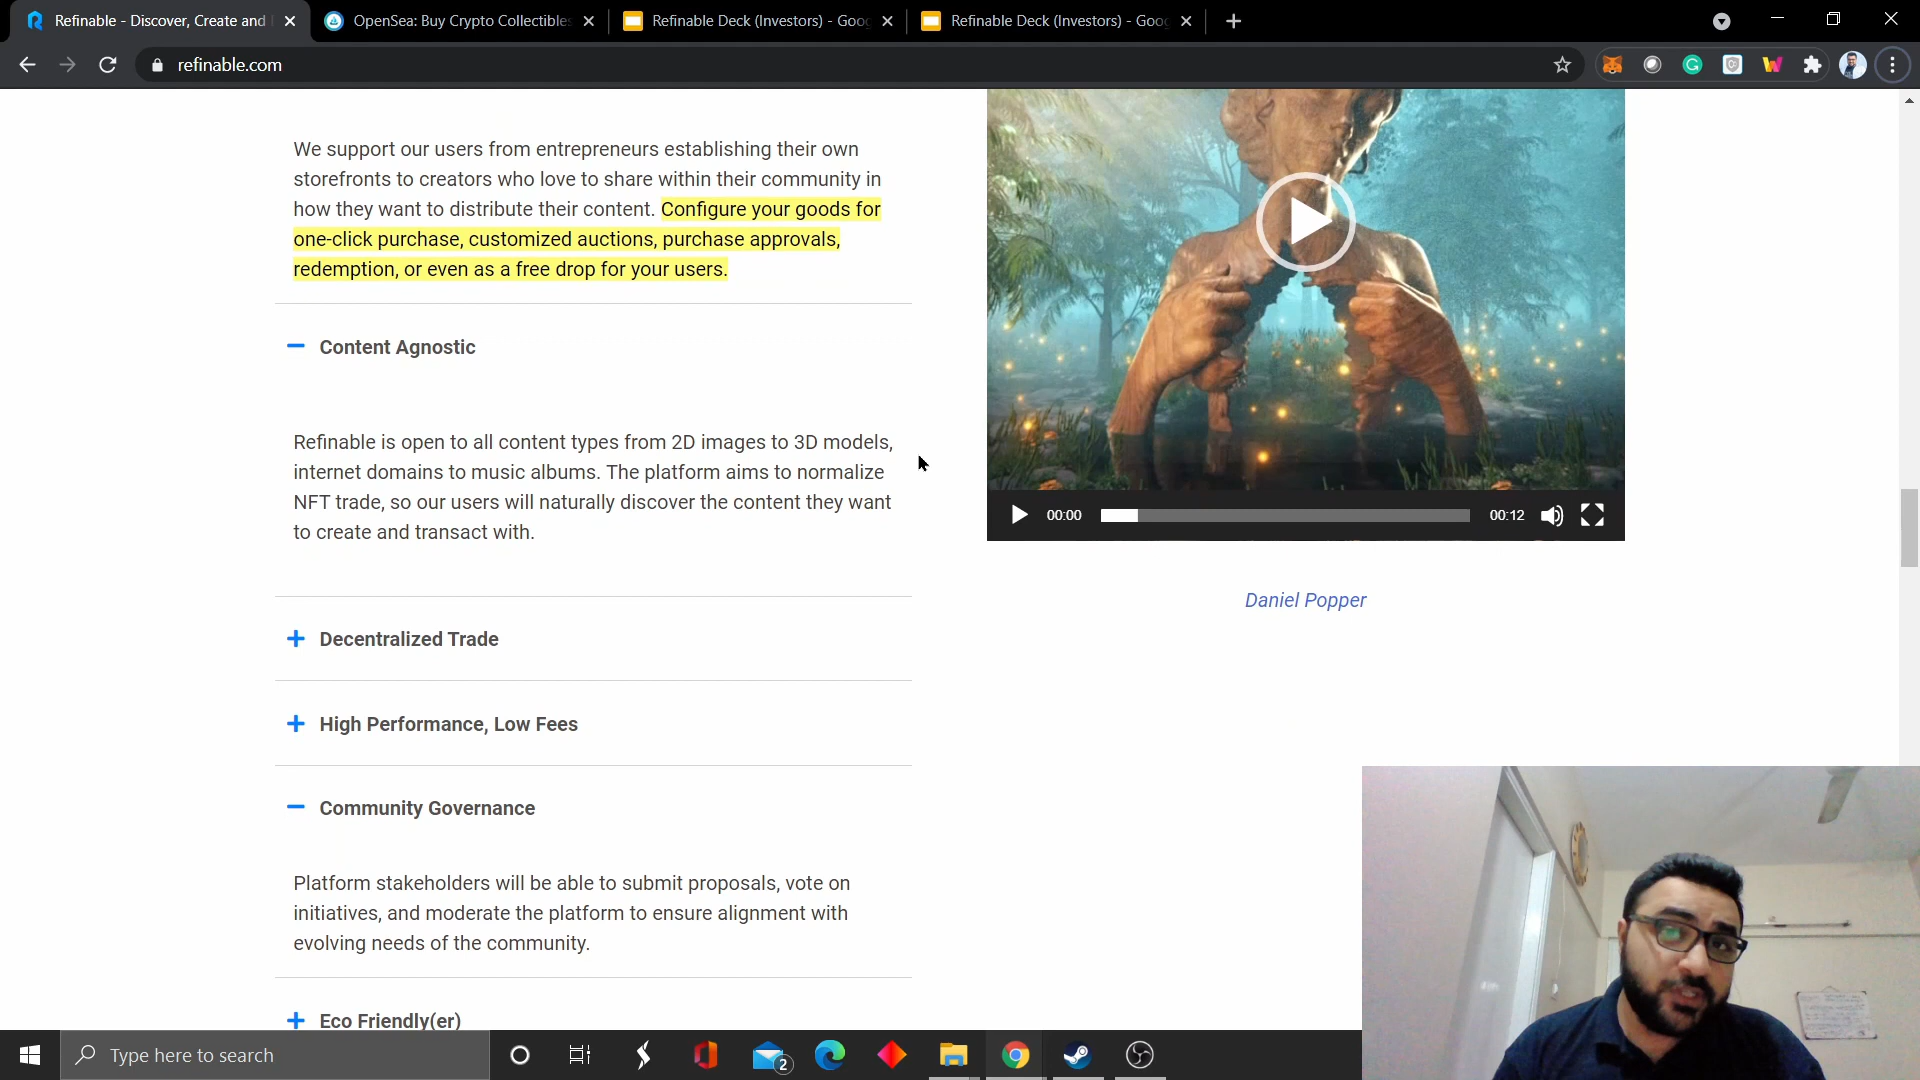 Refinable - Discover, Create and
OpenSea: Buy Crypto Collectibles
Refinable Deck (Investors) - Goo
Refinable Deck (Investors) - Goo
refinable.com
We support our users from entrepreneurs establishing their own
storefronts to creators who love to share within their community in
how they want to distribute their content. Configure your goods for
one-click purchase, customized auctions, purchase approvals,
redemption, or even as a free drop for your users.
Content Agnostic
Refinable is open to all content types from 2D images to 3D models,
internet domains to music albums. The platform aims to normalize
NFT trade, so our users will naturally discover the content they want
to create and transact with.
00:00
00:12
Daniel Popper
Decentralized Trade
High Performance, Low Fees
Community Governance
Platform stakeholders will be able to submit proposals, vote on
initiatives, and moderate the platform to ensure alignment with
evolving needs of the community.
Eco Friendly(er)
Type here to search
2